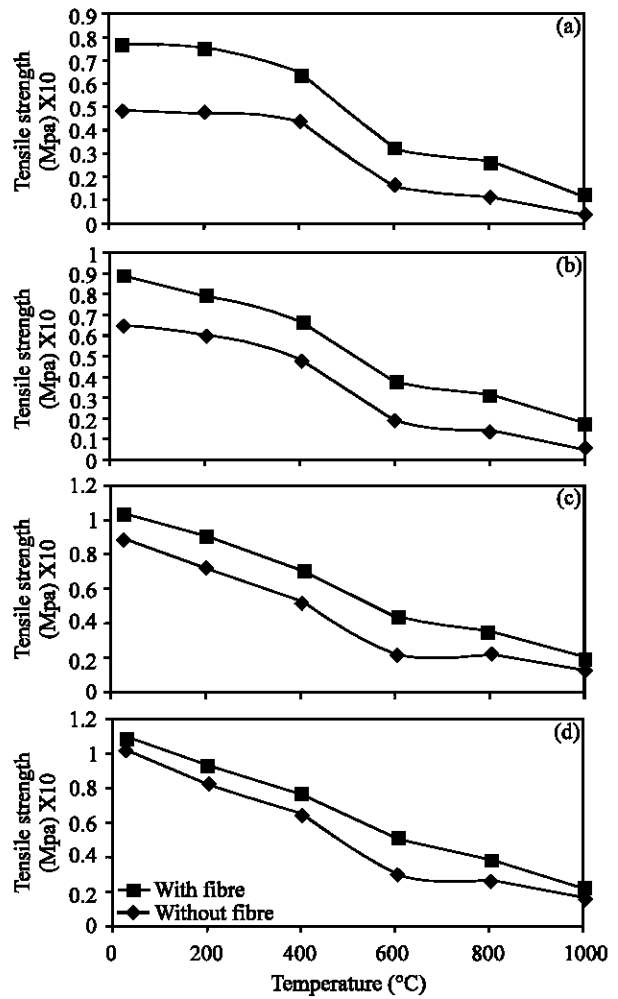 (a)
Tensile strength
(Mpa) X10
0.9
0.8
0.7
0.6
0.5
0.4
0.3
0.2
0.1
0
(b)
Tensile strength
(Mpa) X10
1
0.9
0.8
0.7
0.6
0.5
0.4
0.3
0.2
0.1
0
(c)
Tensile strength
(Mpa) X10
1.2
1
0.8
0.6
0.4
0.2
0
(d)
Tensile strength
(Mpa) X10
1.2
1
0.8
0.6
0.4
0.2
0
With fibre
Without fibre
0 200 400 600 800 1000
Temperature (°C)